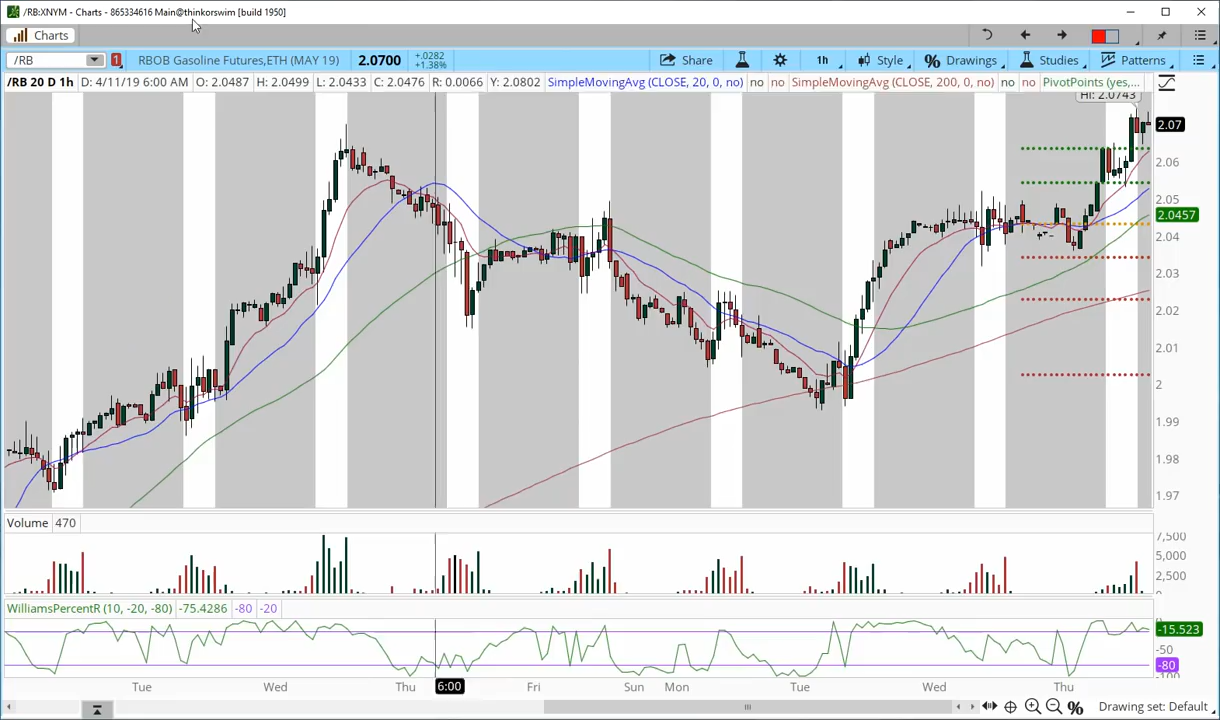 /RB:XNYM - Charts - 865334616 Main@thinkorswim [build 1950]
Charts
/RB 1 RBOB Gasoline Futures,ETH (MAY 19) 2.0700 +.0282 +1.38% Share 1h Style Drawings Studies Patterns
/RB 20 D 1h D: 4/11/19 6:00 AM O: 2.0487 H: 2.0499 L: 2.0433 C: 2.0476 R: 0.0066 Y: 2.0802 SimpleMovingAvg (CLOSE, 20, 0, no) no no SimpleMovingAvg (CLOSE, 200, 0, no) no no PivotPoints (yes,...
Hi: 2.0743
2.07
2.06
2.05
2.0457
2.04
2.03
2.02
2.01
2
1.99
1.98
1.97
Volume 470
7,500
5,000
2,500
WilliamsPercentR (10, -20, -80) -75.4286 -80 -20
-15.523
-50
-80
-100
Tue Wed Thu 6:00 Fri Sun Mon Tue Wed Thu
Drawing set: Default